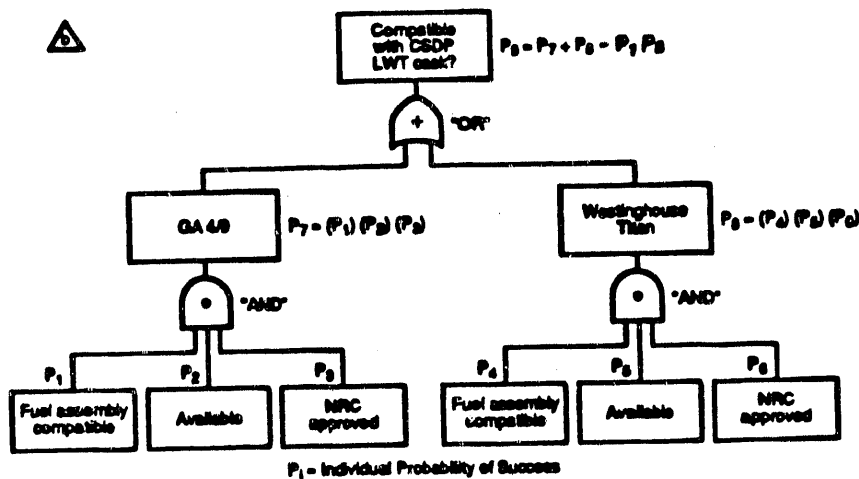 b
Compatible
with CSDP
LWT cask?
P₉ = P₇ + P₈ - P₇ P₈
+
"OR"
GA 4/9
P₇ = (P₁) (P₂) (P₃)
Westinghouse
Titan
P₈ = (P₄) (P₅) (P₆)
"AND"
"AND"
P₁
P₂
P₃
P₄
P₅
P₆
Fuel assembly
compatible
Available
NRC
approved
Fuel assembly
compatible
Available
NRC
approved
Pᵢ = Individual Probability of Success